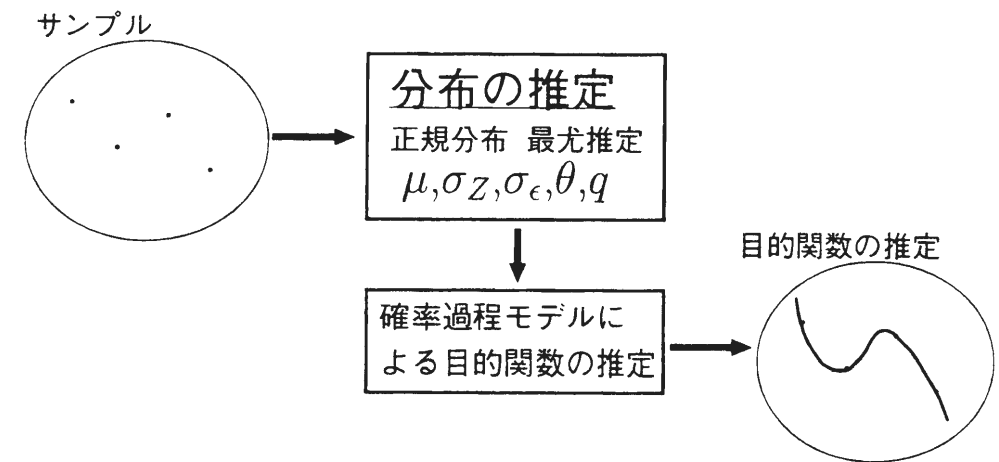 サンプル
分布の推定
正規分布 最尤推定
μ,σ_Z,σ_ϵ,θ,q
確率過程モデルに
よる目的関数の推定
目的関数の推定